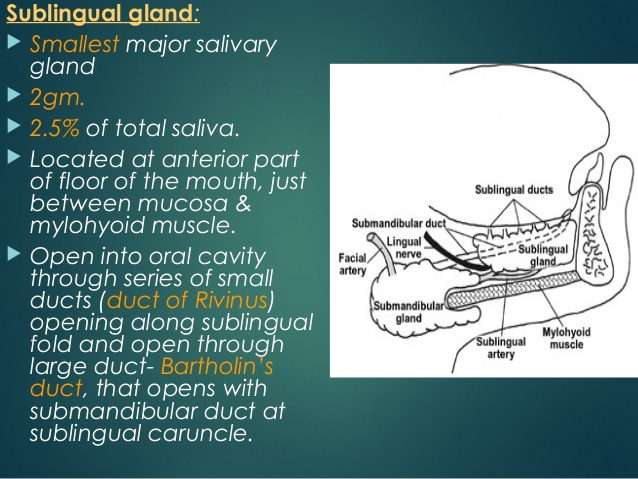 Sublingual gland:
Smallest major salivary
gland
2gm.
2.5% of total saliva.
Located at anterior part
of floor of the mouth, just
between mucosa &
mylohyoid muscle.
Open into oral cavity
through series of small
ducts (duct of Rivinus)
opening along sublingual
fold and open through
large duct- Bartholin's
duct, that opens with
submandibular duct at
sublingual caruncle.
Sublingual ducts
Submandibular duct
Lingual
nerve
Facial
artery
Sublingual
gland
Submandibular
gland
Sublingual
artery
Mylohyoid
muscle